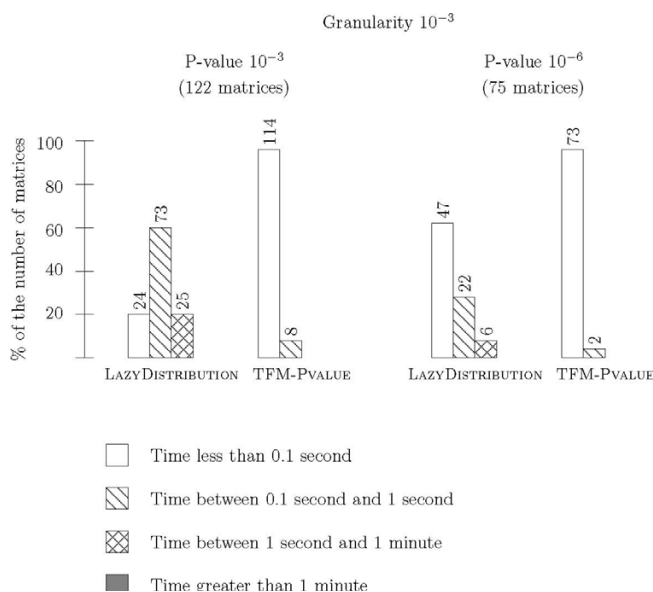 Granularity 10⁻³
P-value 10⁻³
(122 matrices)
P-value 10⁻⁶
(75 matrices)
% of the number of matrices
100
80
60
40
20
24
73
25
114
8
47
22
6
73
2
LAZYDISTRIBUTION TFM-PVALUE LAZYDISTRIBUTION TFM-PVALUE
Time less than 0.1 second
Time between 0.1 second and 1 second
Time between 1 second and 1 minute
Time greater than 1 minute